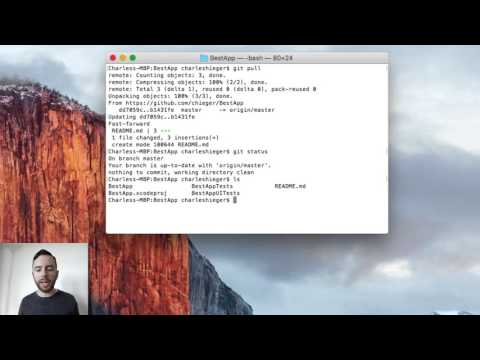 BestApp — -bash — 80×24
Charless-MBP:BestApp charleshieger$ git pull
remote: Counting objects: 3, done.
remote: Compressing objects: 100% (2/2), done.
remote: Total 3 (delta 1), reused 0 (delta 0), pack-reused 0
Unpacking objects: 100% (3/3), done.
From https://github.com/chieger/BestApp
dd7059c..b1431fe master -> origin/master
Updating dd7059c..b1431fe
Fast-forward
README.md | 3 +++
1 file changed, 3 insertions(+)
create mode 100644 README.md
Charless-MBP:BestApp charleshieger$ git status
On branch master
Your branch is up-to-date with 'origin/master'.
nothing to commit, working directory clean
Charless-MBP:BestApp charleshieger$ ls
BestApp BestAppTests README.md
BestApp.xcodeproj BestAppUITests
Charless-MBP:BestApp charleshieger$